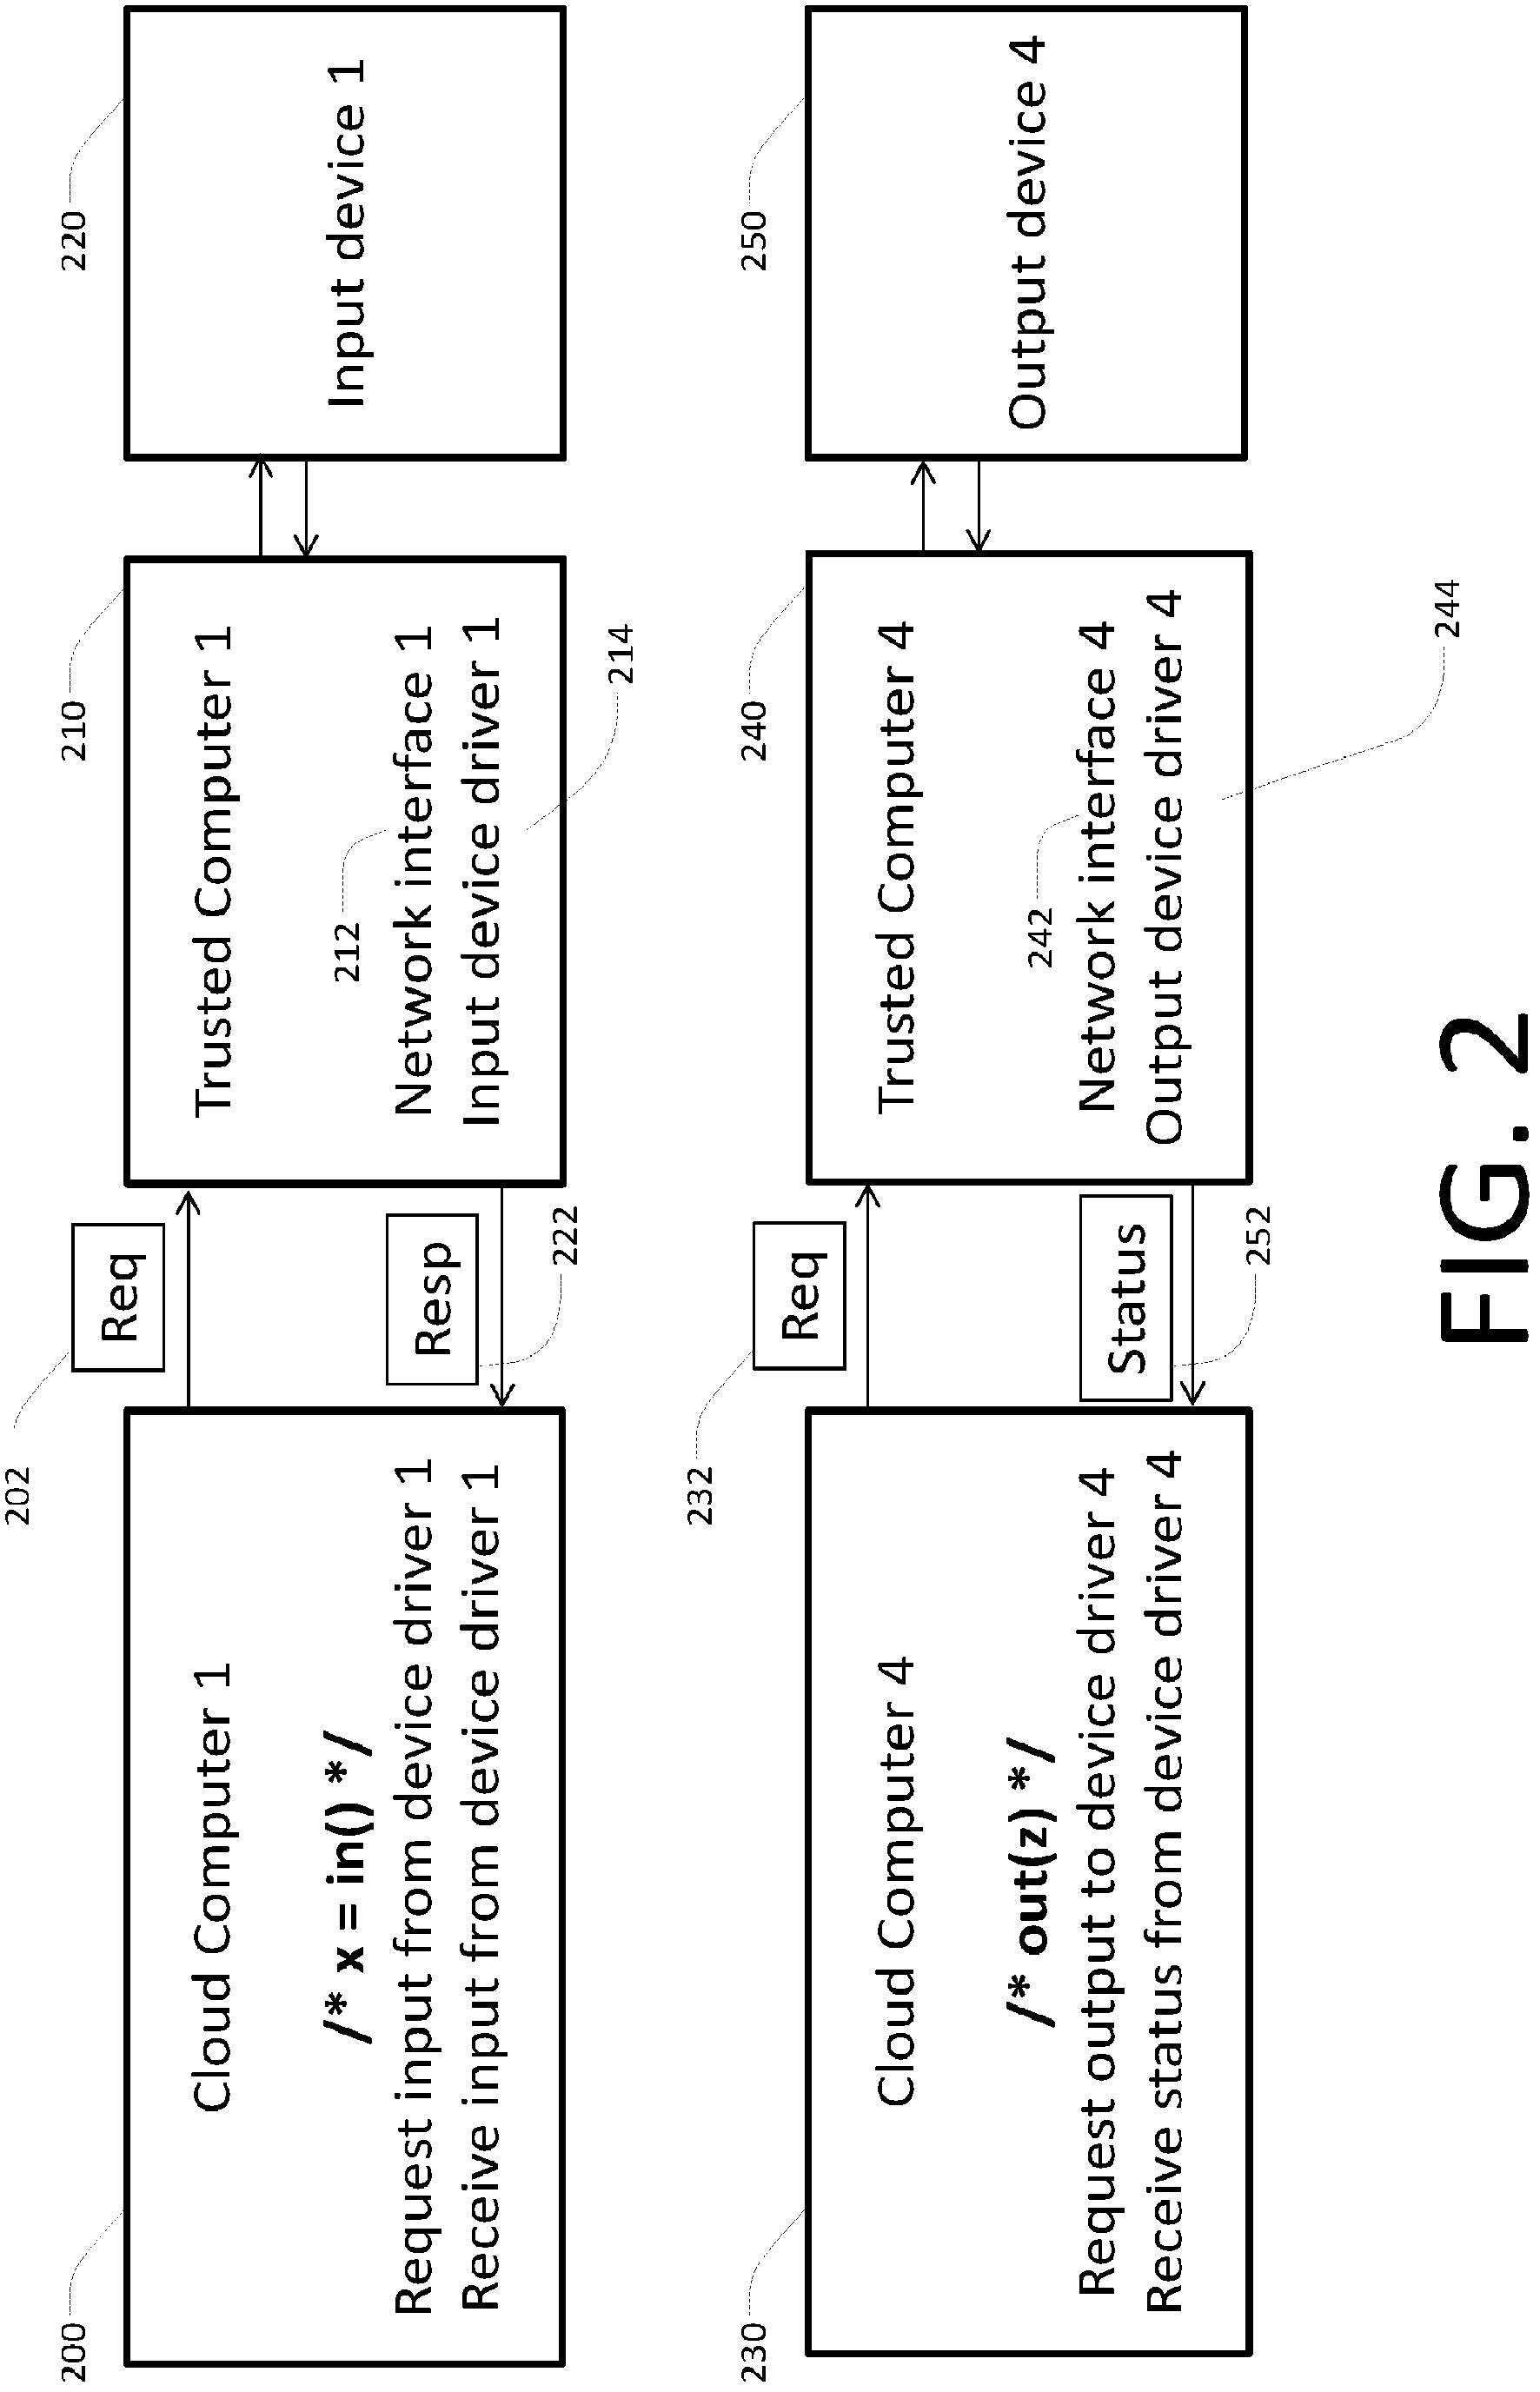 200
Cloud Computer 1
/* x = in() */
Request input from device driver 1
Receive input from device driver 1
202
Req
Resp
222
210
Trusted Computer 1
212
Network interface 1
Input device driver 1
214
220
Input device 1
230
Cloud Computer 4
/* out(z) */
Request output to device driver 4
Receive status from device driver 4
232
Req
Status
252
240
Trusted Computer 4
242
Network interface 4
Output device driver 4
244
250
Output device 4
FIG. 2